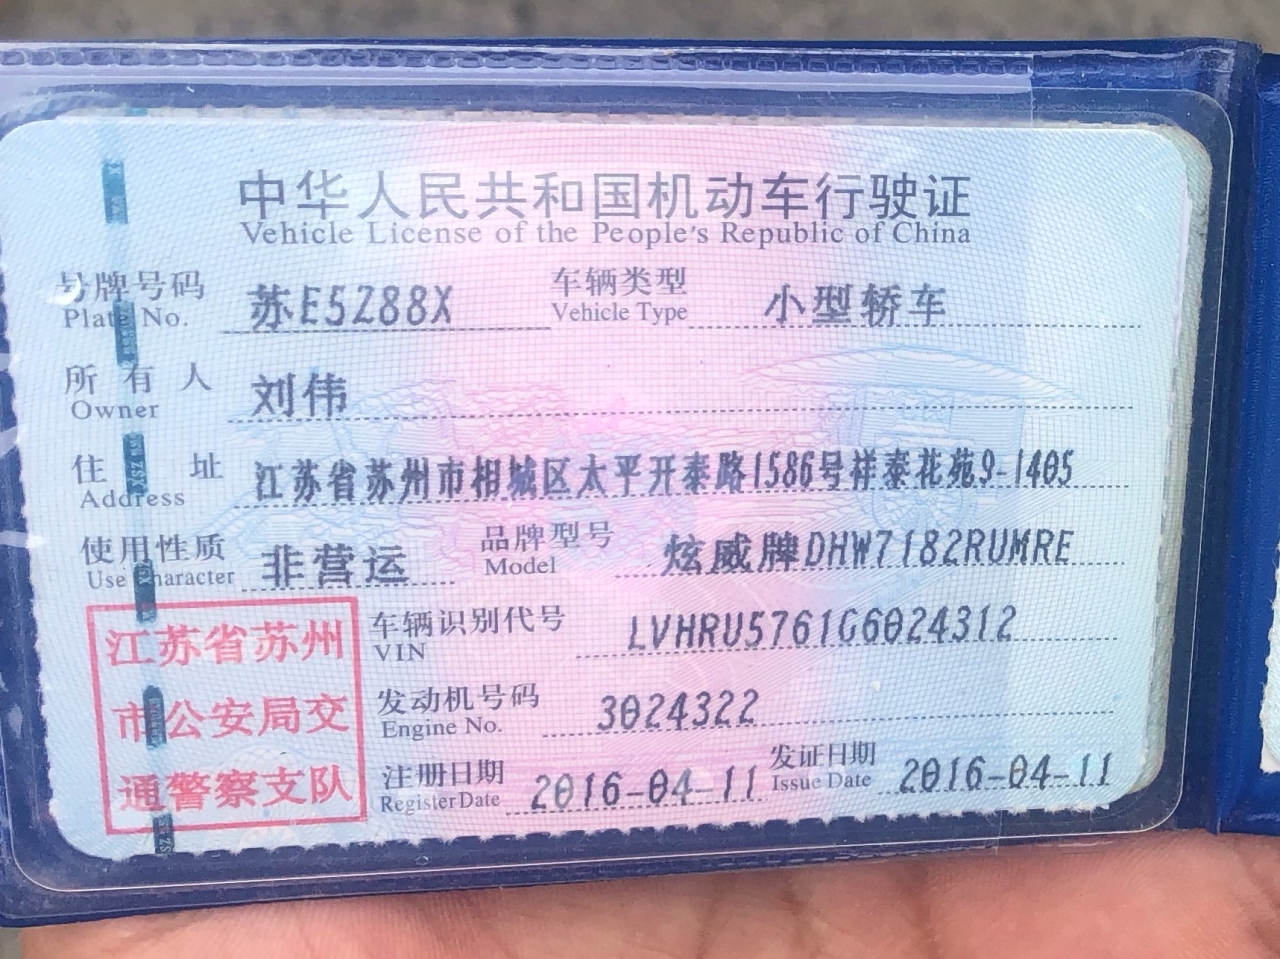 中华人民共和国机动车行驶证
Vehicle License of the People's Republic of China
号牌号码 苏E5Z88X 车辆类型 小型轿车
Plate No. Vehicle Type
所有人 刘伟
Owner
住址 江苏省苏州市相城区太平开泰路1586号祥泰花苑9-1405
Address
使用性质 非营运 品牌型号 炫威牌DHW7182RUMRE
Use Character Model
江苏省苏州 车辆识别代号 LVHRU5761G6024312
VIN
市公安局交 发动机号码 3024322
Engine No.
通警察支队 注册日期 2016-04-11 发证日期 2016-04-11
Register Date Issue Date